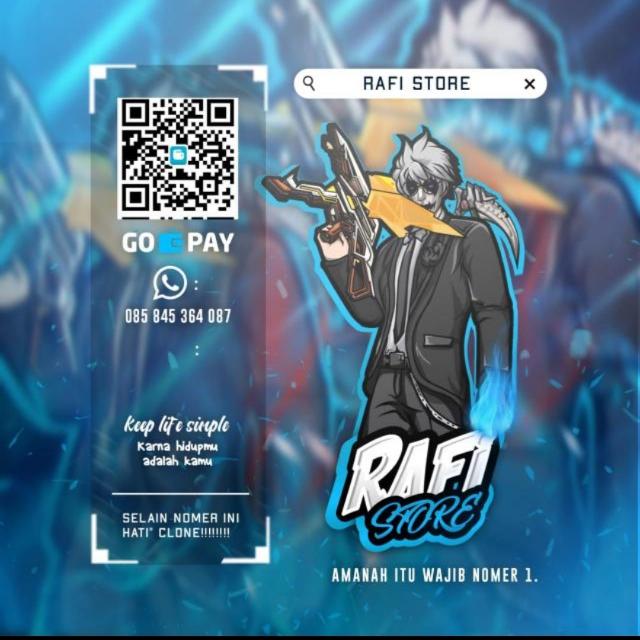 RAFI STORE
GO PAY
:
085 845 364 087
:
Keep life simple
Karna hidupmu
adalah kamu
SELAIN NOMER INI
HATI" CLONE!!!!!!!!
RAFI
STORE
AMANAH ITU WAJIB NOMER 1.